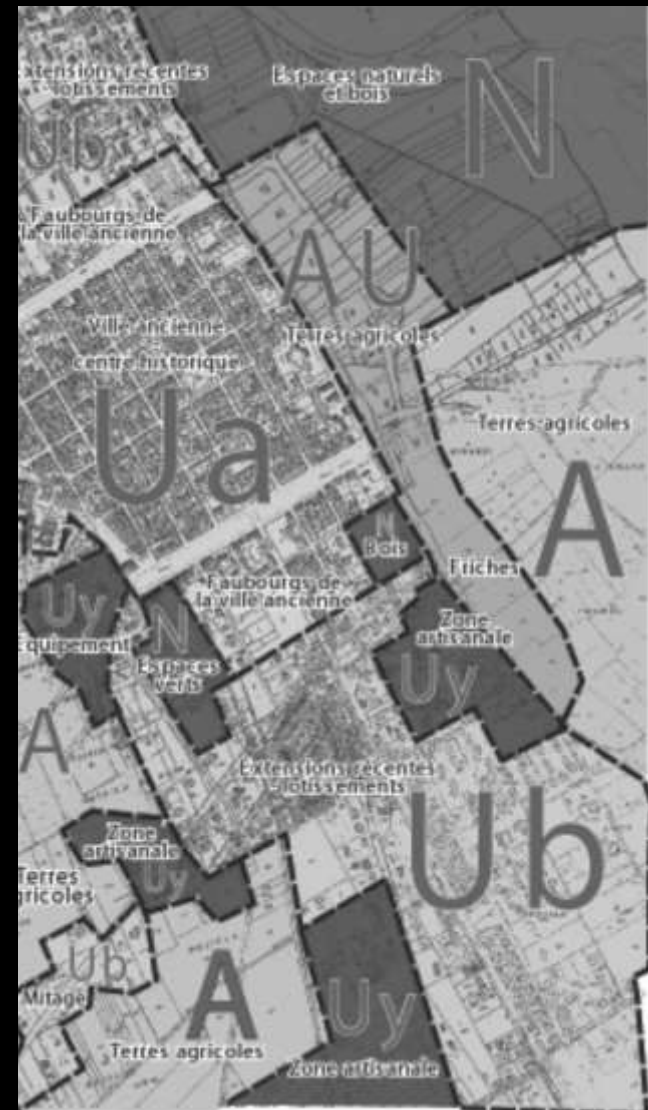 Extensions récentes
- lotissements
Ub
Espaces naturels
et bois
N
Faubourgs de
la ville ancienne
AU
Terres agricoles
Ville ancienne
centre historique
Ua
Terres agricoles
A
N
Bois
Friches
Faubourgs de
la ville ancienne
Uy
Equipement
N
Espaces
verts
Zone
artisanale
Uy
A
Extensions récentes
- lotissements
Ub
Zone
artisanale
Uy
Terres
agricoles
Ub
Mitage
A
Terres agricoles
Uy
Zone artisanale